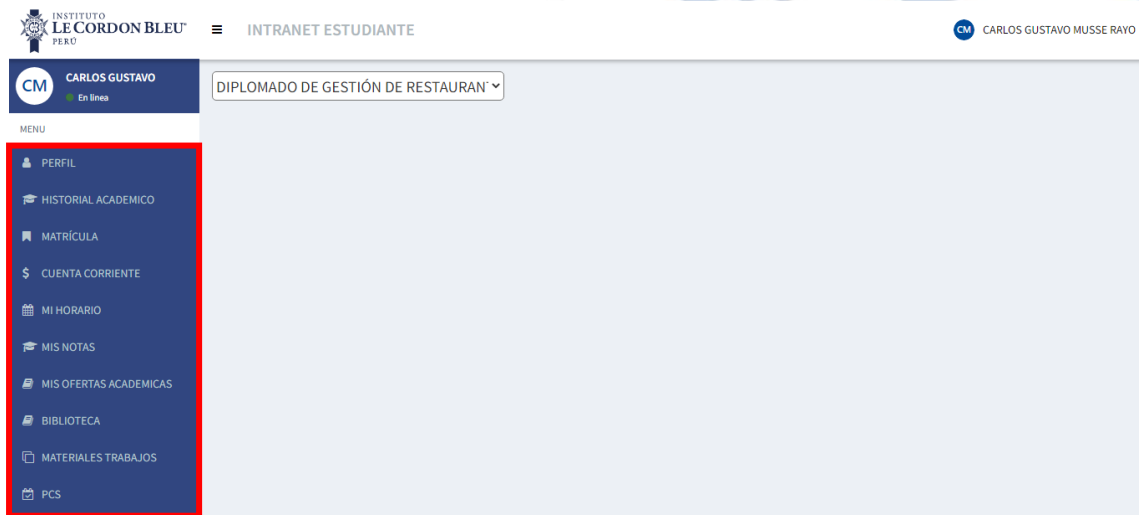 INSTITUTO
LE CORDON BLEU®
PERÚ
INTRANET ESTUDIANTE
CM CARLOS GUSTAVO MUSSE RAYO
CM
CARLOS GUSTAVO
En linea
DIPLOMADO DE GESTIÓN DE RESTAURAN
MENU
PERFIL
HISTORIAL ACADEMICO
MATRÍCULA
$ CUENTA CORRIENTE
MI HORARIO
MIS NOTAS
MIS OFERTAS ACADEMICAS
BIBLIOTECA
MATERIALES TRABAJOS
PCS